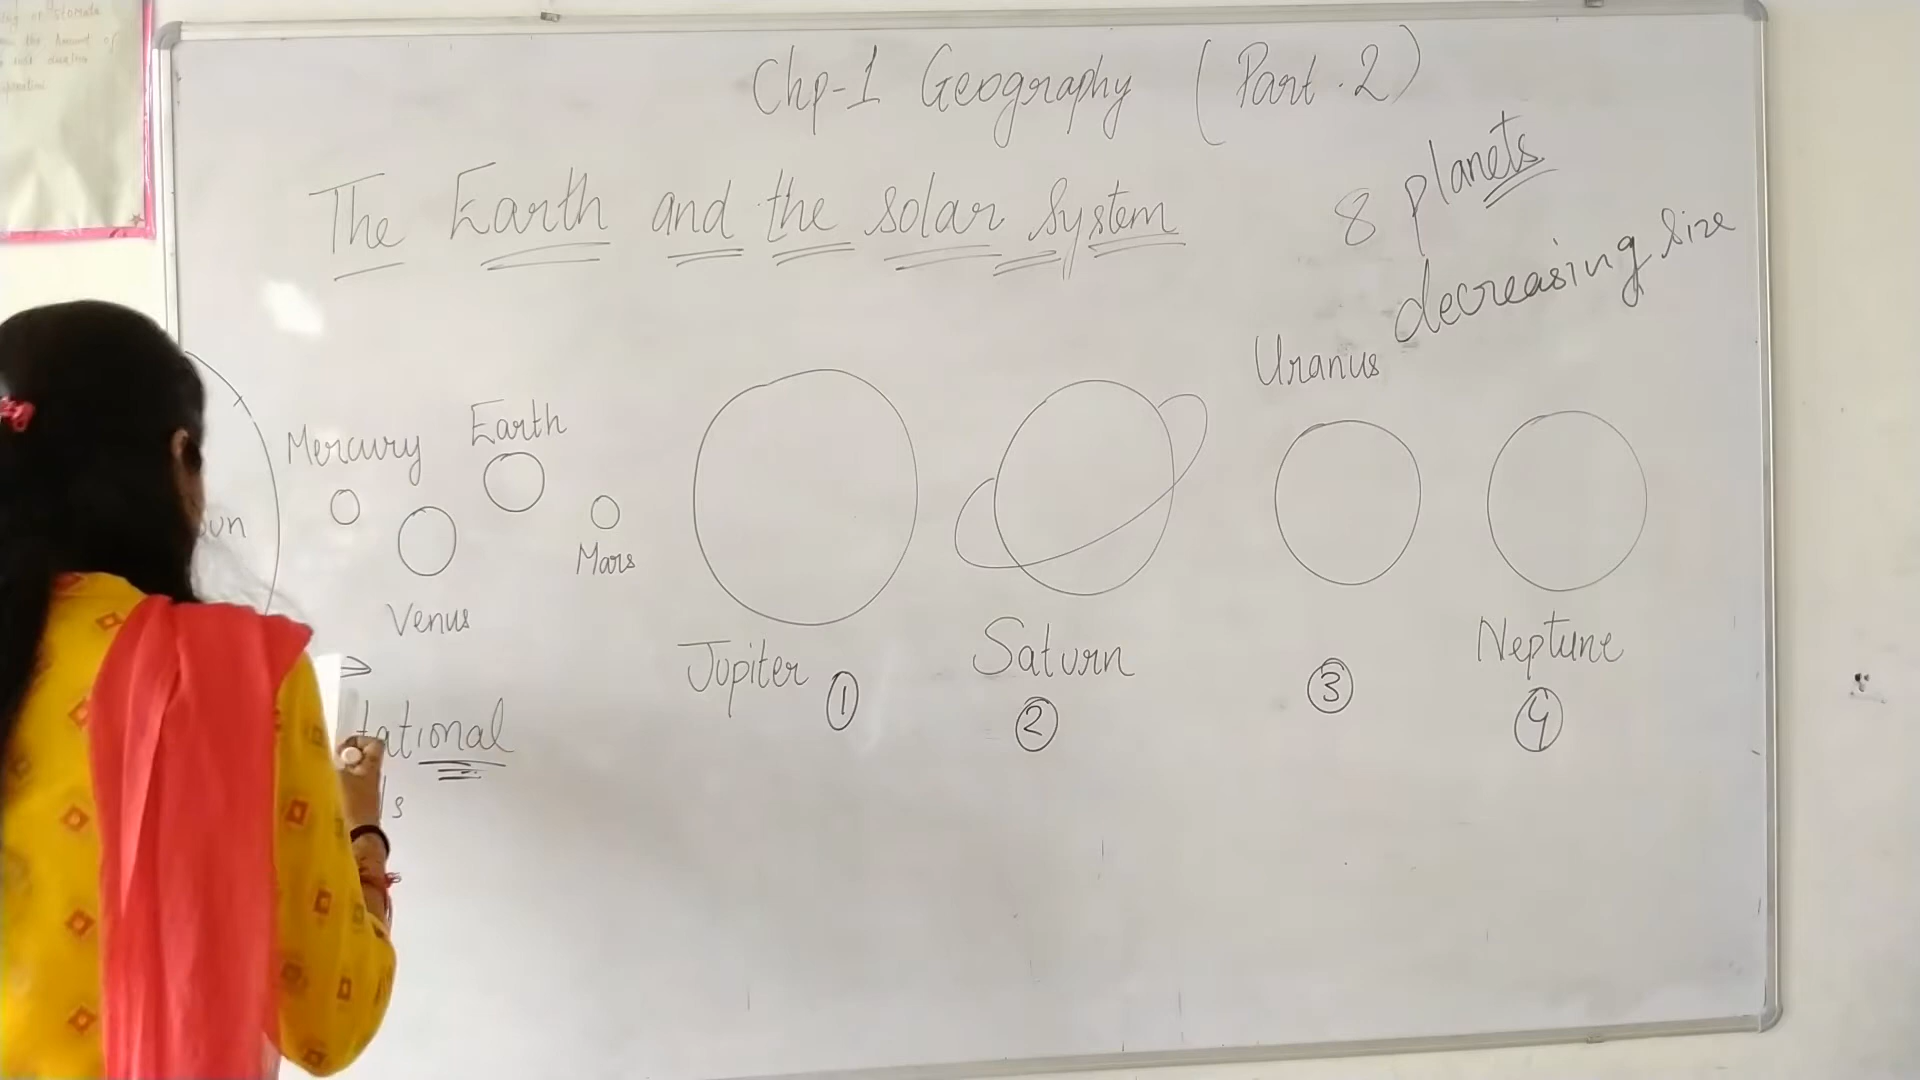 Chp-1 Geography (Part.2)
The Earth and the solar system
8 planets
decreasing size
Uranus
Earth
Mercury
Mars
Venus
Jupiter
Saturn
Neptune
1
2
3
4